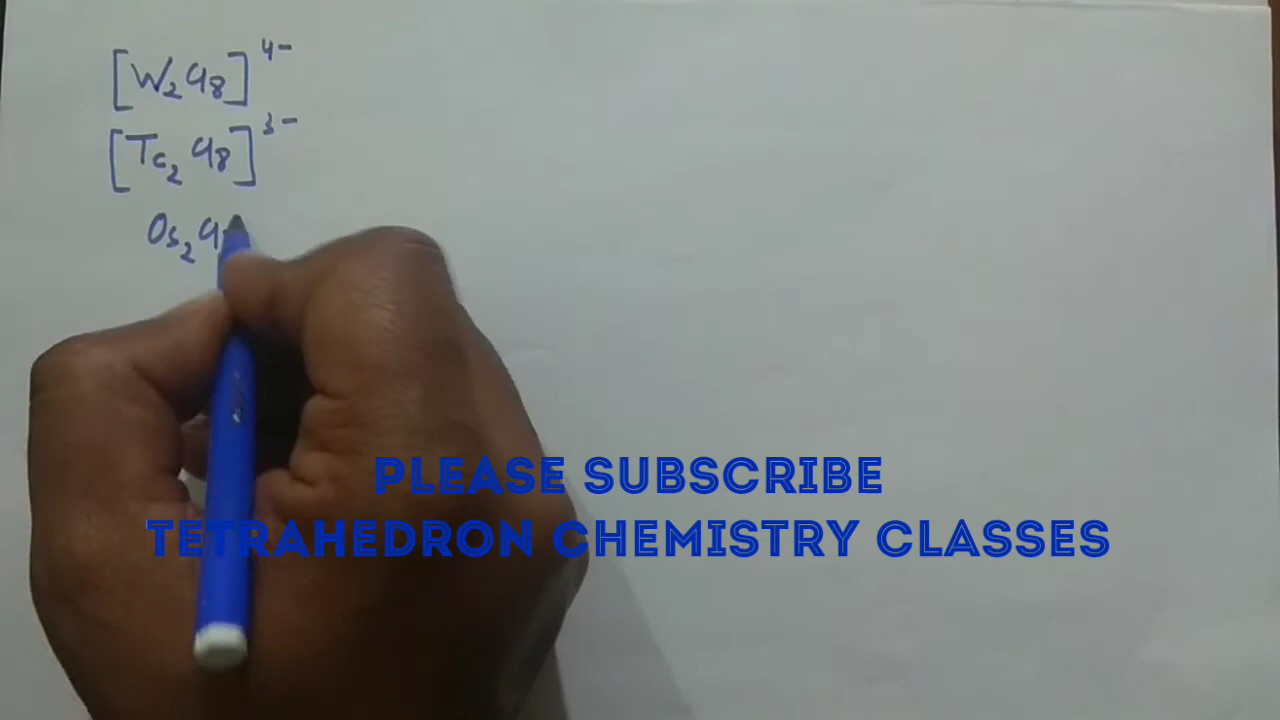 [W₂Cl₈]⁴⁻
[Tc₂Cl₈]³⁻
Os₂Cl
PLEASE SUBSCRIBE
TETRAHEDRON CHEMISTRY CLASSES